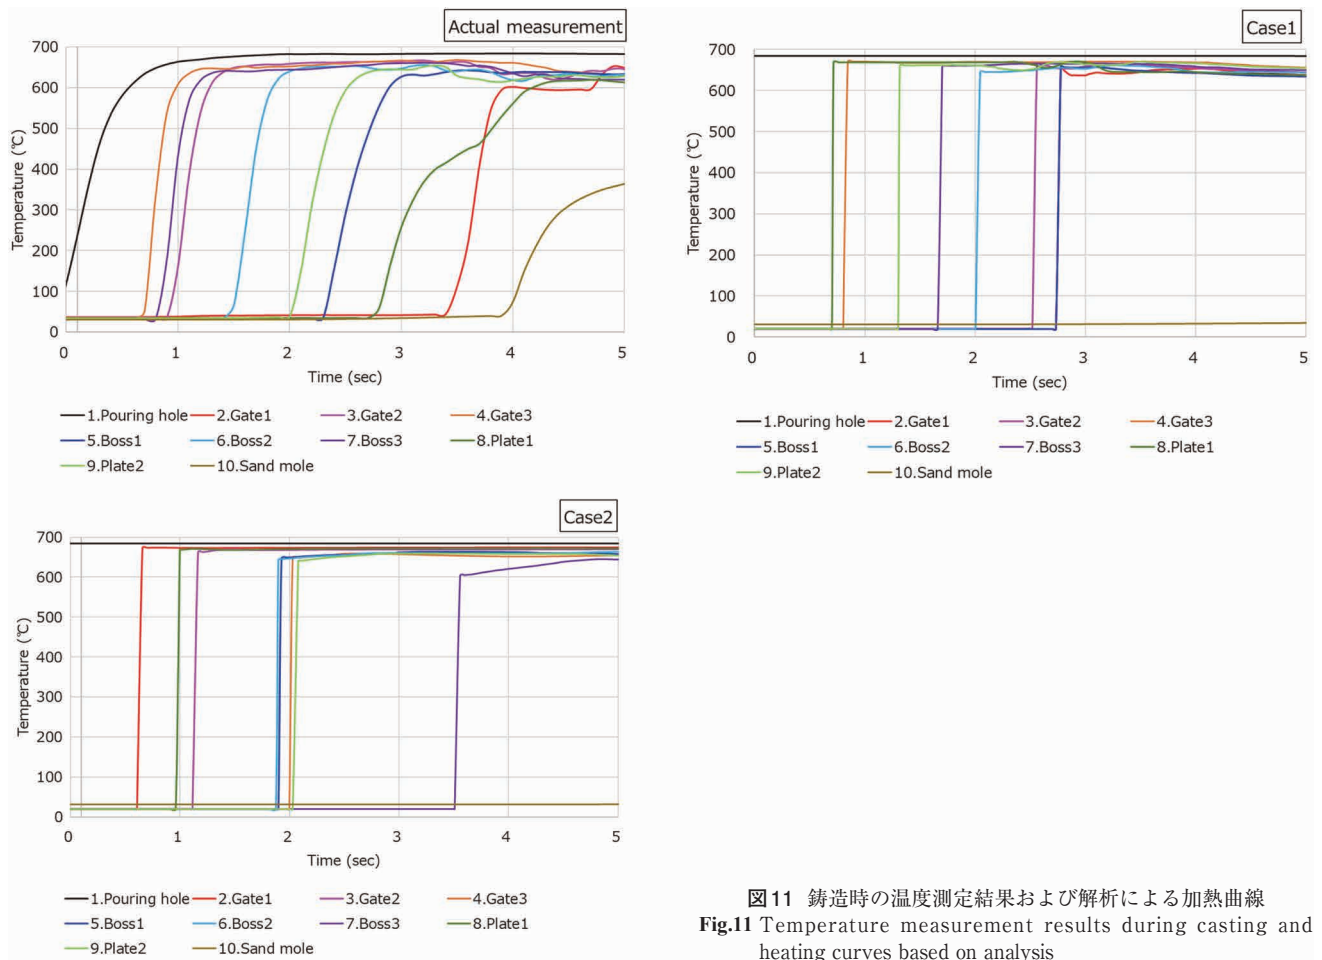 Actual measurement
700
600
500
400
300
200
100
0
Temperature (℃)
0 1 2 3 4 5
Time (sec)
1.Pouring hole 2.Gate1 3.Gate2 4.Gate3
5.Boss1 6.Boss2 7.Boss3 8.Plate1
9.Plate2 10.Sand mole
Case1
700
600
500
400
300
200
100
0
Temperature (℃)
0 1 2 3 4 5
Time (sec)
1.Pouring hole 2.Gate1 3.Gate2 4.Gate3
5.Boss1 6.Boss2 7.Boss3 8.Plate1
9.Plate2 10.Sand mole
Case2
700
600
500
400
300
200
100
0
Temperature (℃)
0 1 2 3 4 5
Time (sec)
1.Pouring hole 2.Gate1 3.Gate2 4.Gate3
5.Boss1 6.Boss2 7.Boss3 8.Plate1
9.Plate2 10.Sand mole
図11 鋳造時の温度測定結果および解析による加熱曲線
Fig.11 Temperature measurement results during casting and
heating curves based on analysis